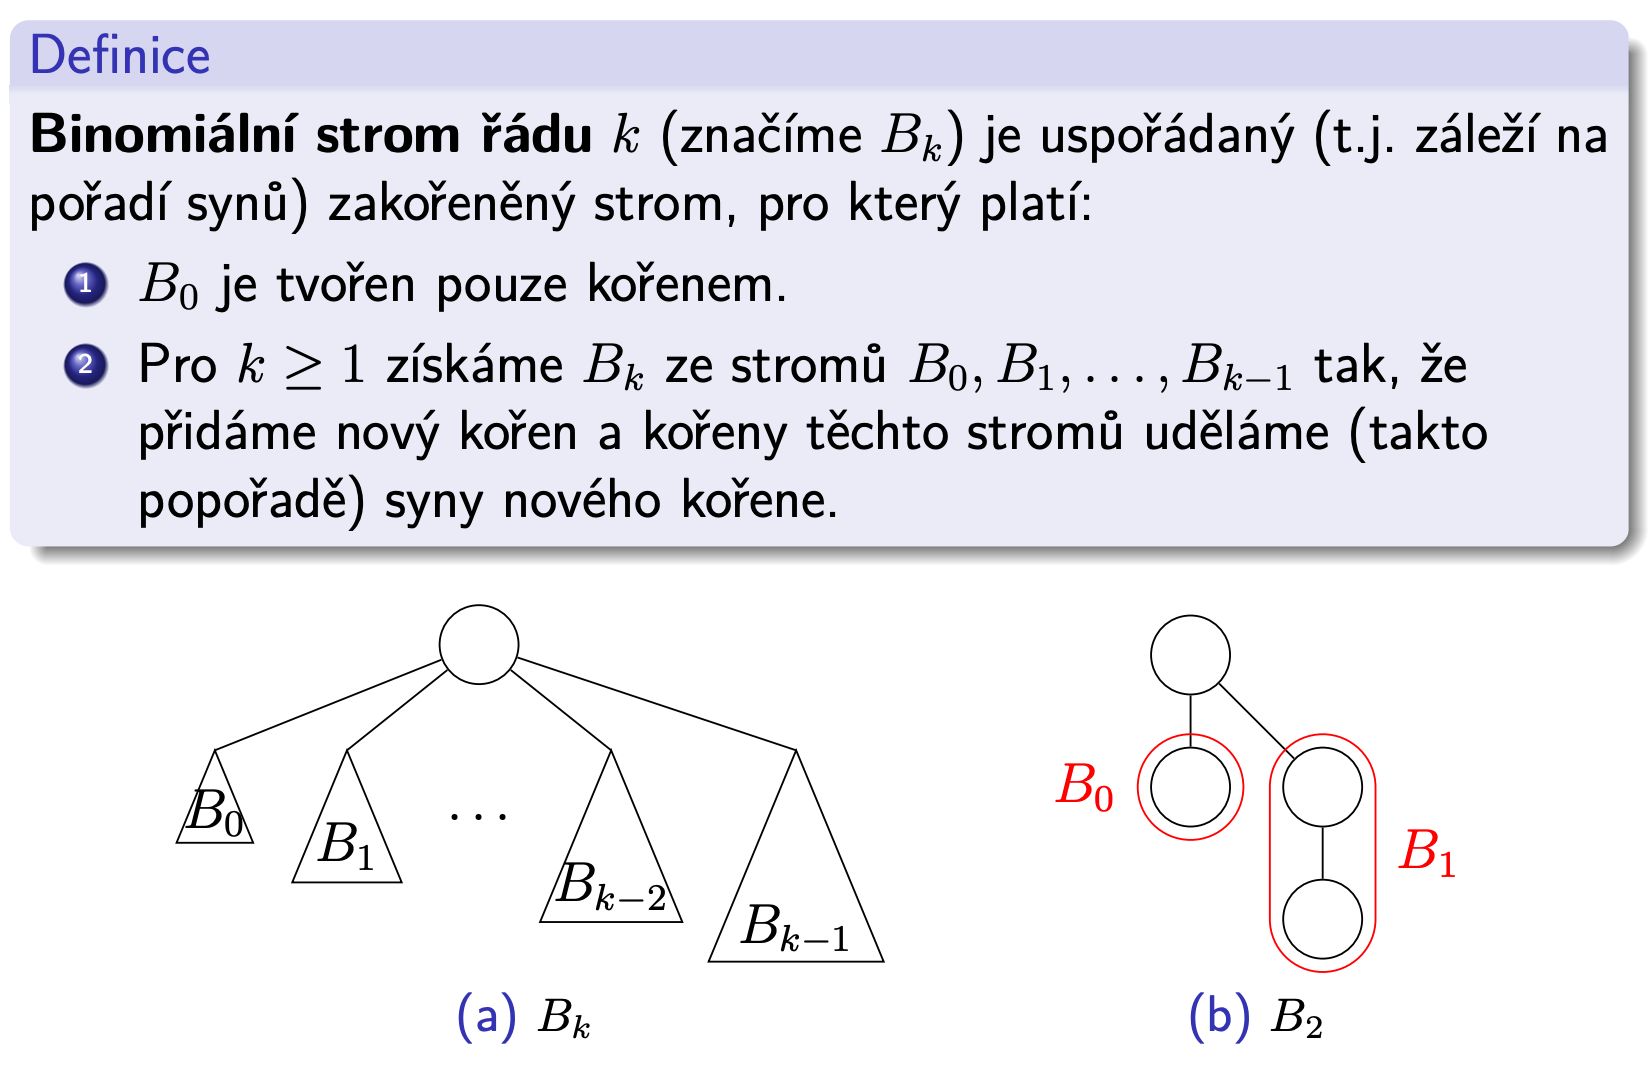 Definice
Binomiální strom řádu k (značíme B_k) je uspořádaný (t.j. záleží na
pořadí synů) zakořeněný strom, pro který platí:
1 B_0 je tvořen pouze kořenem.
2 Pro k ≥ 1 získáme B_k ze stromů B_0, B_1, . . . , B_{k−1} tak, že
přidáme nový kořen a kořeny těchto stromů uděláme (takto
popořadě) syny nového kořene.
B_0 B_1 . . . B_{k−2} B_{k−1}
(a) B_k
B_0
B_1
(b) B_2